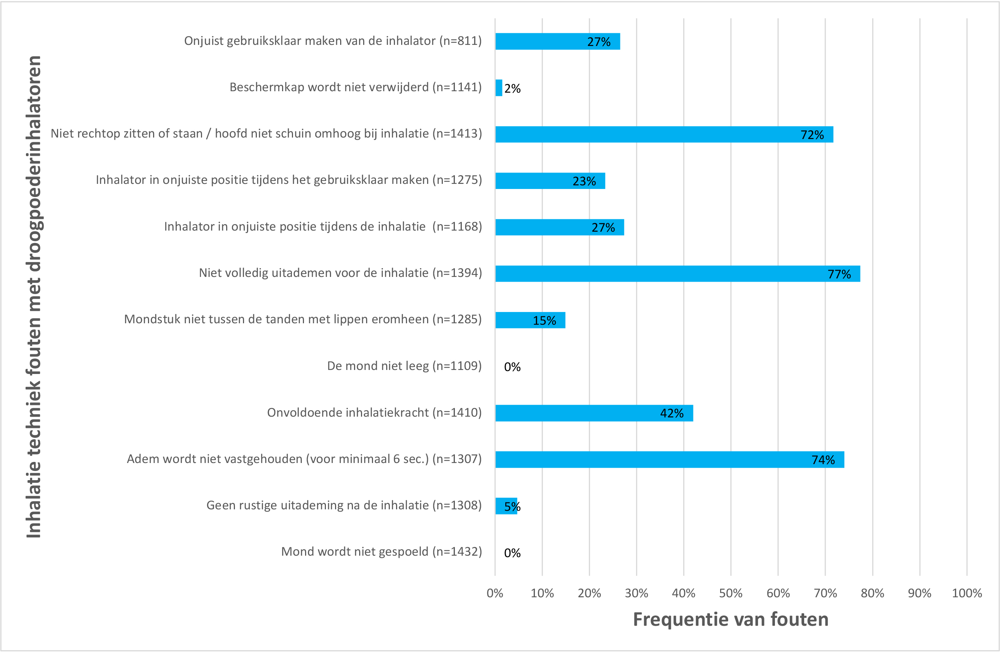 Inhalatie techniek fouten met droogpoederinhalatoren
Onjuist gebruiksklaar maken van de inhalator (n=811)
27%
Beschermkap wordt niet verwijderd (n=1141)
2%
Niet rechtop zitten of staan / hoofd niet schuin omhoog bij inhalatie (n=1413)
72%
Inhalator in onjuiste positie tijdens het gebruiksklaar maken (n=1275)
23%
Inhalator in onjuiste positie tijdens de inhalatie (n=1168)
27%
Niet volledig uitademen voor de inhalatie (n=1394)
77%
Mondstuk niet tussen de tanden met lippen eromheen (n=1285)
15%
De mond niet leeg (n=1109)
0%
Onvoldoende inhalatiekracht (n=1410)
42%
Adem wordt niet vastgehouden (voor minimaal 6 sec.) (n=1307)
74%
Geen rustige uitademing na de inhalatie (n=1308)
5%
Mond wordt niet gespoeld (n=1432)
0%
0% 10% 20% 30% 40% 50% 60% 70% 80% 90% 100%
Frequentie van fouten